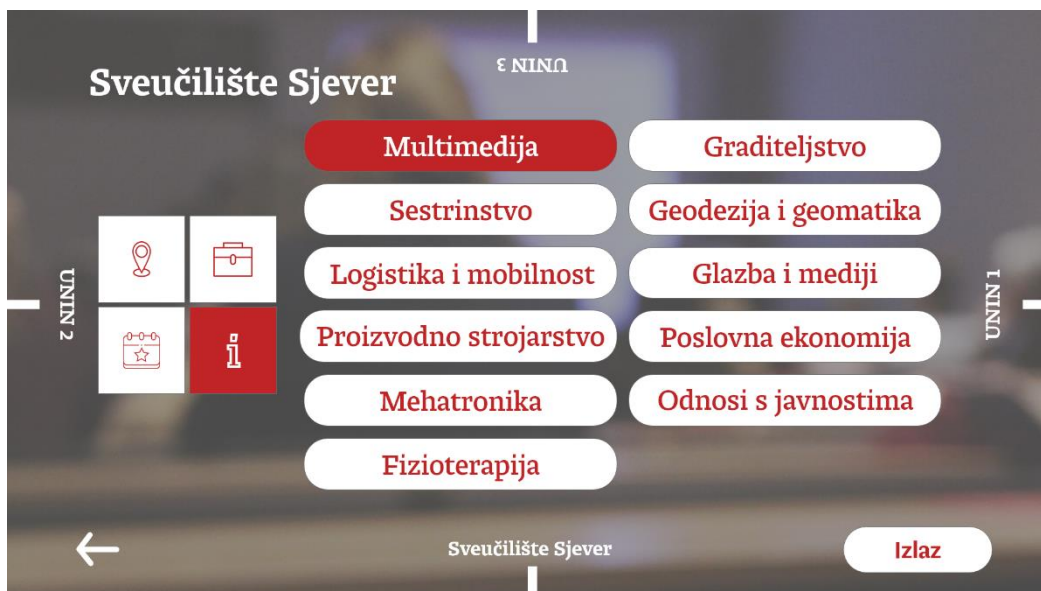 UNIN 3
Sveučilište Sjever
Multimedija
Graditeljstvo
Sestrinstvo
Geodezija i geomatika
Logistika i mobilnost
Glazba i mediji
Proizvodno strojarstvo
Poslovna ekonomija
Mehatronika
Odnosi s javnostima
Fizioterapija
UNIN 2
UNIN 1
Sveučilište Sjever
Izlaz